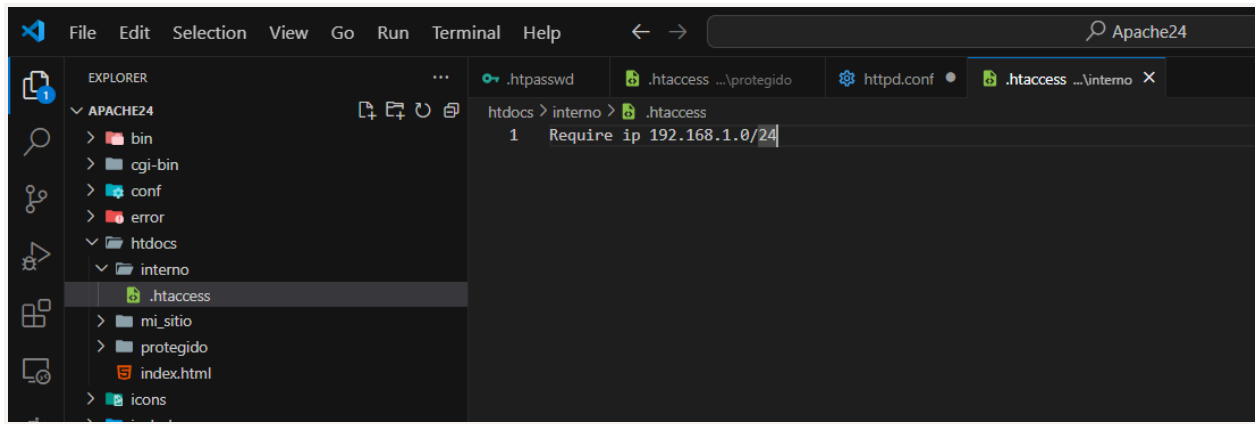 File Edit Selection View Go Run Terminal Help Apache24
EXPLORER ...
APACHE24
bin
cgi-bin
conf
error
htdocs
interno
.htaccess
mi_sitio
protegido
index.html
icons
1
.htpasswd .htaccess ...\protegido httpd.conf .htaccess ...\interno
htdocs > interno > .htaccess
1 Require ip 192.168.1.0/24